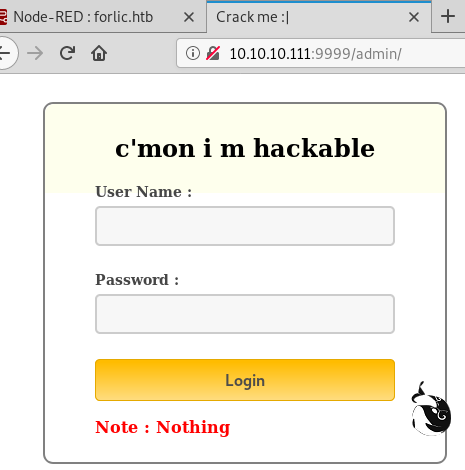 Node-RED : forlic.htb
Crack me :|
10.10.10.111:9999/admin/
c'mon i m hackable
User Name :
Password :
Login
Note : Nothing